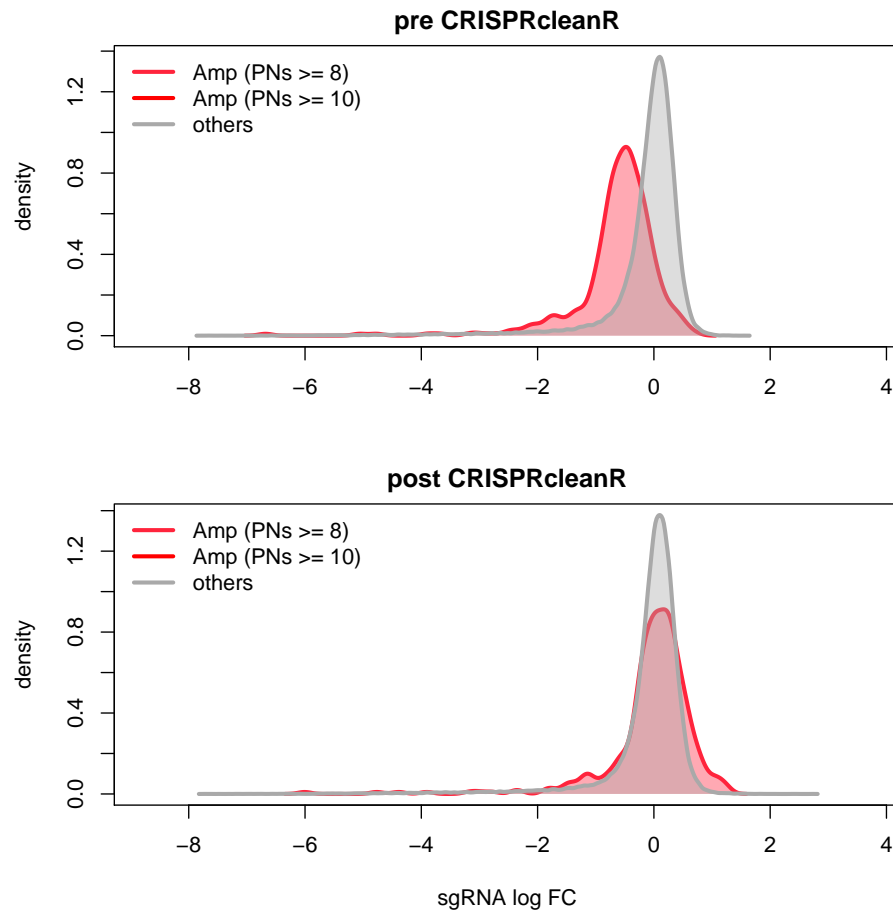 pre CRISPRcleanR
Amp (PNs >= 8)
Amp (PNs >= 10)
others
density
0.0 0.4 0.8 1.2
−8 −6 −4 −2 0 2 4
post CRISPRcleanR
Amp (PNs >= 8)
Amp (PNs >= 10)
others
density
0.0 0.4 0.8 1.2
−8 −6 −4 −2 0 2 4
sgRNA log FC